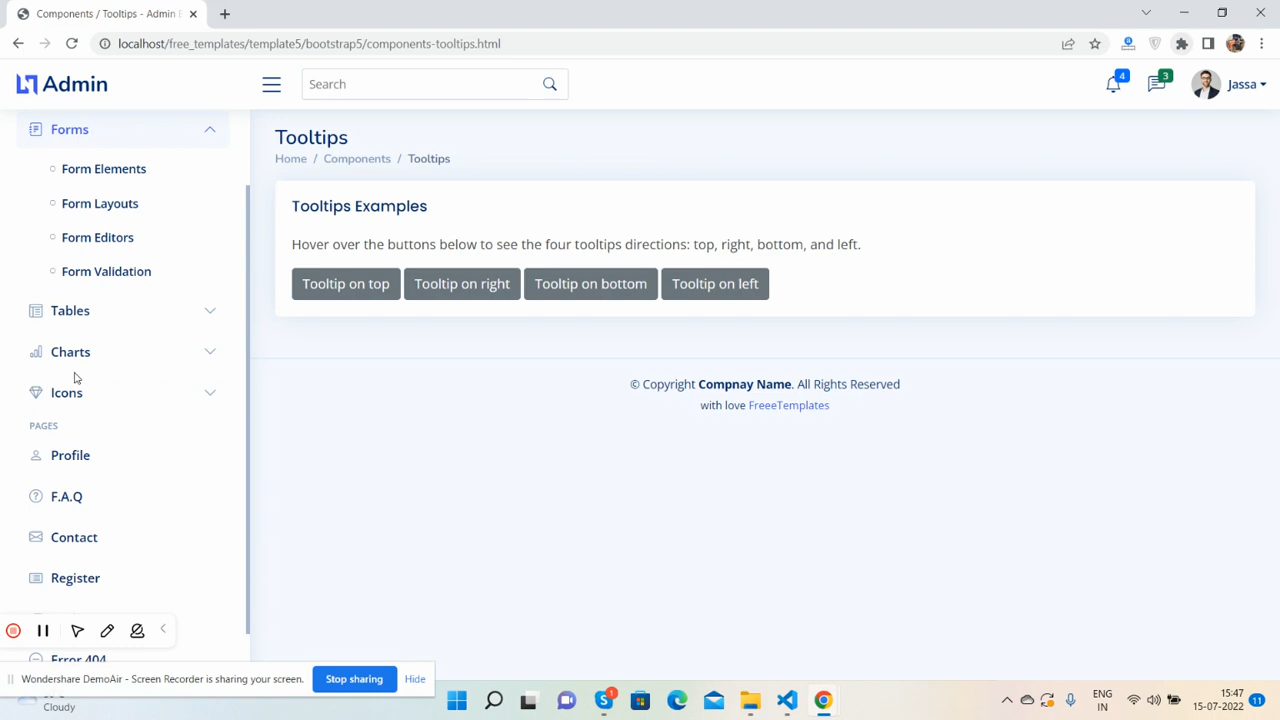 Components / Tooltips - Admin
localhost/free_templates/template5/bootstrap5/components-tooltips.html
Admin
Search
4
3
Jassa
Forms
Form Elements
Form Layouts
Form Editors
Form Validation
Tables
Charts
Icons
PAGES
Profile
F.A.Q
Contact
Register
Error 404
Tooltips
Home / Components / Tooltips
Tooltips Examples
Hover over the buttons below to see the four tooltips directions: top, right, bottom, and left.
Tooltip on top
Tooltip on right
Tooltip on bottom
Tooltip on left
© Copyright Compnay Name. All Rights Reserved
with love FreeeTemplates
Wondershare DemoAir - Screen Recorder is sharing your screen.
Stop sharing
Hide
Cloudy
1
ENG
IN
15:47
15-07-2022
11